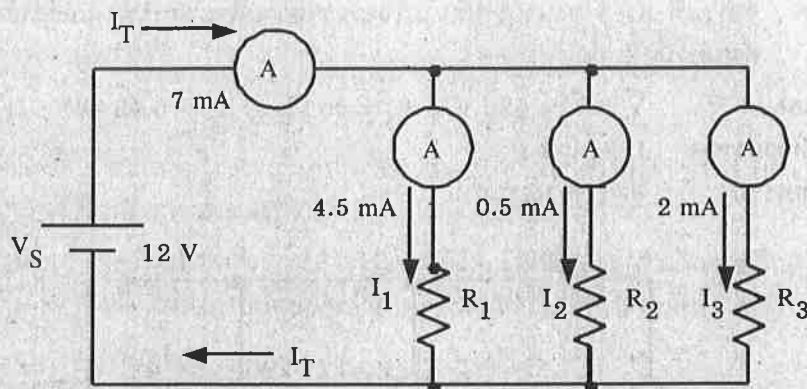 I_T
A
7 mA
A
A
A
4.5 mA
0.5 mA
2 mA
V_S
12 V
I_1
R_1
I_2
R_2
I_3
R_3
I_T